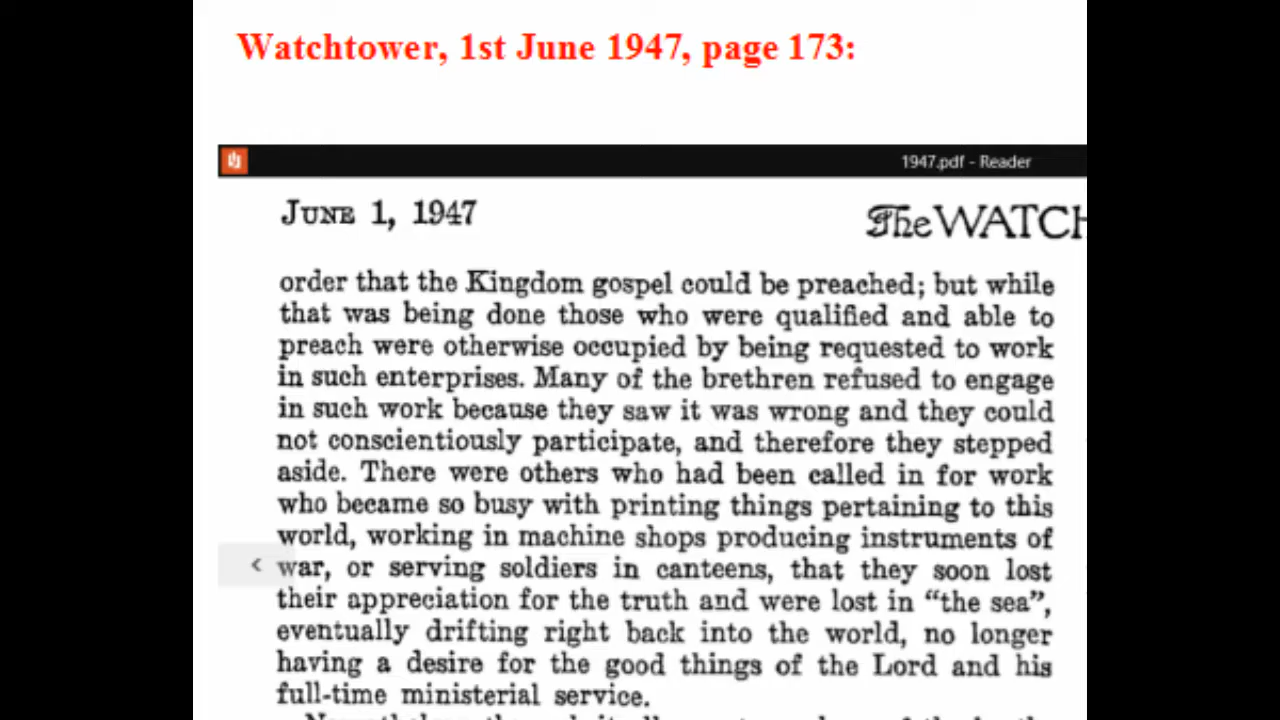 Watchtower, 1st June 1947, page 173:
1947.pdf - Reader
JUNE 1, 1947
The WATCH
order that the Kingdom gospel could be preached; but while
that was being done those who were qualified and able to
preach were otherwise occupied by being requested to work
in such enterprises. Many of the brethren refused to engage
in such work because they saw it was wrong and they could
not conscientiously participate, and therefore they stepped
aside. There were others who had been called in for work
who became so busy with printing things pertaining to this
world, working in machine shops producing instruments of
war, or serving soldiers in canteens, that they soon lost
their appreciation for the truth and were lost in “the sea”,
eventually drifting right back into the world, no longer
having a desire for the good things of the Lord and his
full-time ministerial service.